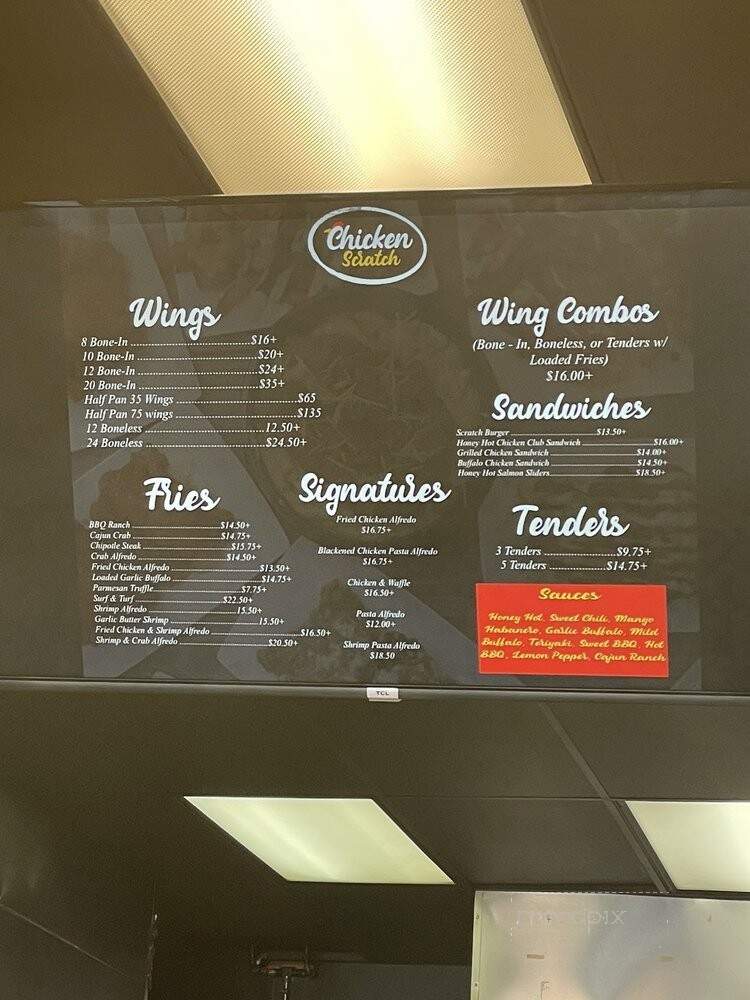 Chicken
Scratch
Wings
8 Bone-In ........ $16+
10 Bone-In ........ $20+
12 Bone-In ........ $24+
20 Bone-In ........ $35+
Half Pan 35 Wings ........ $65
Half Pan 75 wings ........ $135
12 Boneless ........ 12.50+
24 Boneless ........ $24.50+
Fries
BBQ Ranch ........ $14.50+
Cajun Crab ........ $14.75+
Chipotle Steak ........ $15.75+
Crab Alfredo ........ $14.50+
Fried Chicken Alfredo ........ $13.50+
Loaded Garlic Buffalo ........ $14.75+
Parmesan Truffle ........ $7.75+
Surf & Turf ........ $22.50+
Shrimp Alfredo ........ 15.50+
Garlic Butter Shrimp ........ 15.50+
Fried Chicken & Shrimp Alfredo ........ $16.50+
Shrimp & Crab Alfredo ........ $20.50+
Signatures
Fried Chicken Alfredo
$16.75+
Blackened Chicken Pasta Alfredo
$16.75+
Chicken & Waffle
$16.50+
Pasta Alfredo
$12.00+
Shrimp Pasta Alfredo
$18.50
Wing Combos
(Bone - In, Boneless, or Tenders w/
Loaded Fries)
$16.00+
Sandwiches
Scratch Burger ........ $13.50+
Honey Hot Chicken Club Sandwich ........ $16.00+
Grilled Chicken Sandwich ........ $14.00+
Buffalo Chicken Sandwich ........ $14.50+
Honey Hot Salmon Sliders ........ $18.50+
Tenders
3 Tenders ........ $9.75+
5 Tenders ........ $14.75+
Sauces
Honey Hot, Sweet Chili, Mango
Habanero, Garlic Buffalo, Mild
Buffalo, Teriyaki, Sweet BBQ, Hot
BBQ, Lemon Pepper, Cajun Ranch
TCL